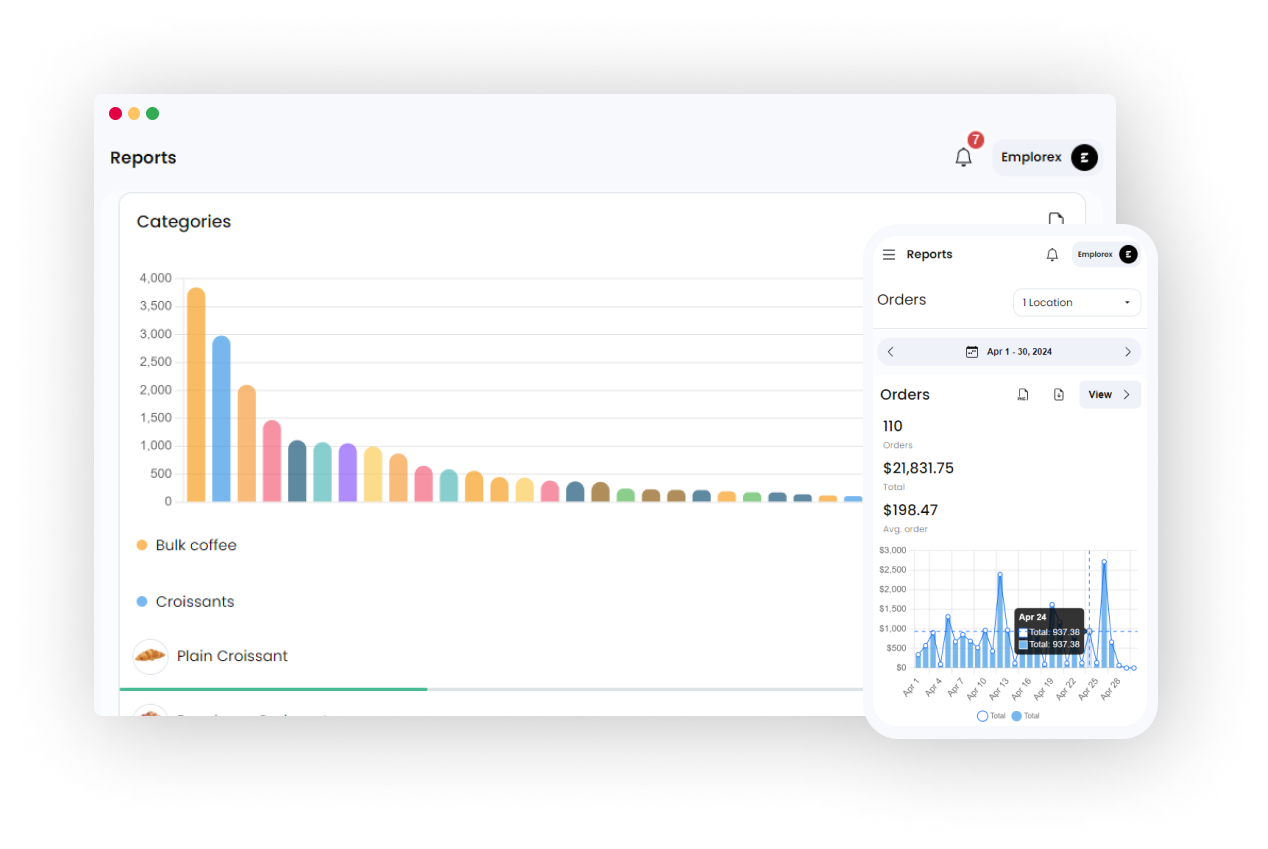 Reports
7
Emplorex
Categories
4,000
3,500
3,000
2,500
2,000
1,500
1,000
500
0
Bulk coffee
Croissants
Plain Croissant
Reports
Emplorex
Orders
1 Location
Apr 1 - 30, 2024
Orders
View
110
Orders
$21,831.75
Total
$198.47
Avg. order
$3,000
$2,500
$2,000
$1,500
$1,000
$500
$0
Apr 24
Total: 937.38
Total: 937.38
Apr 1
Apr 4
Apr 7
Apr 10
Apr 13
Apr 16
Apr 19
Apr 22
Apr 25
Apr 28
Total
Total